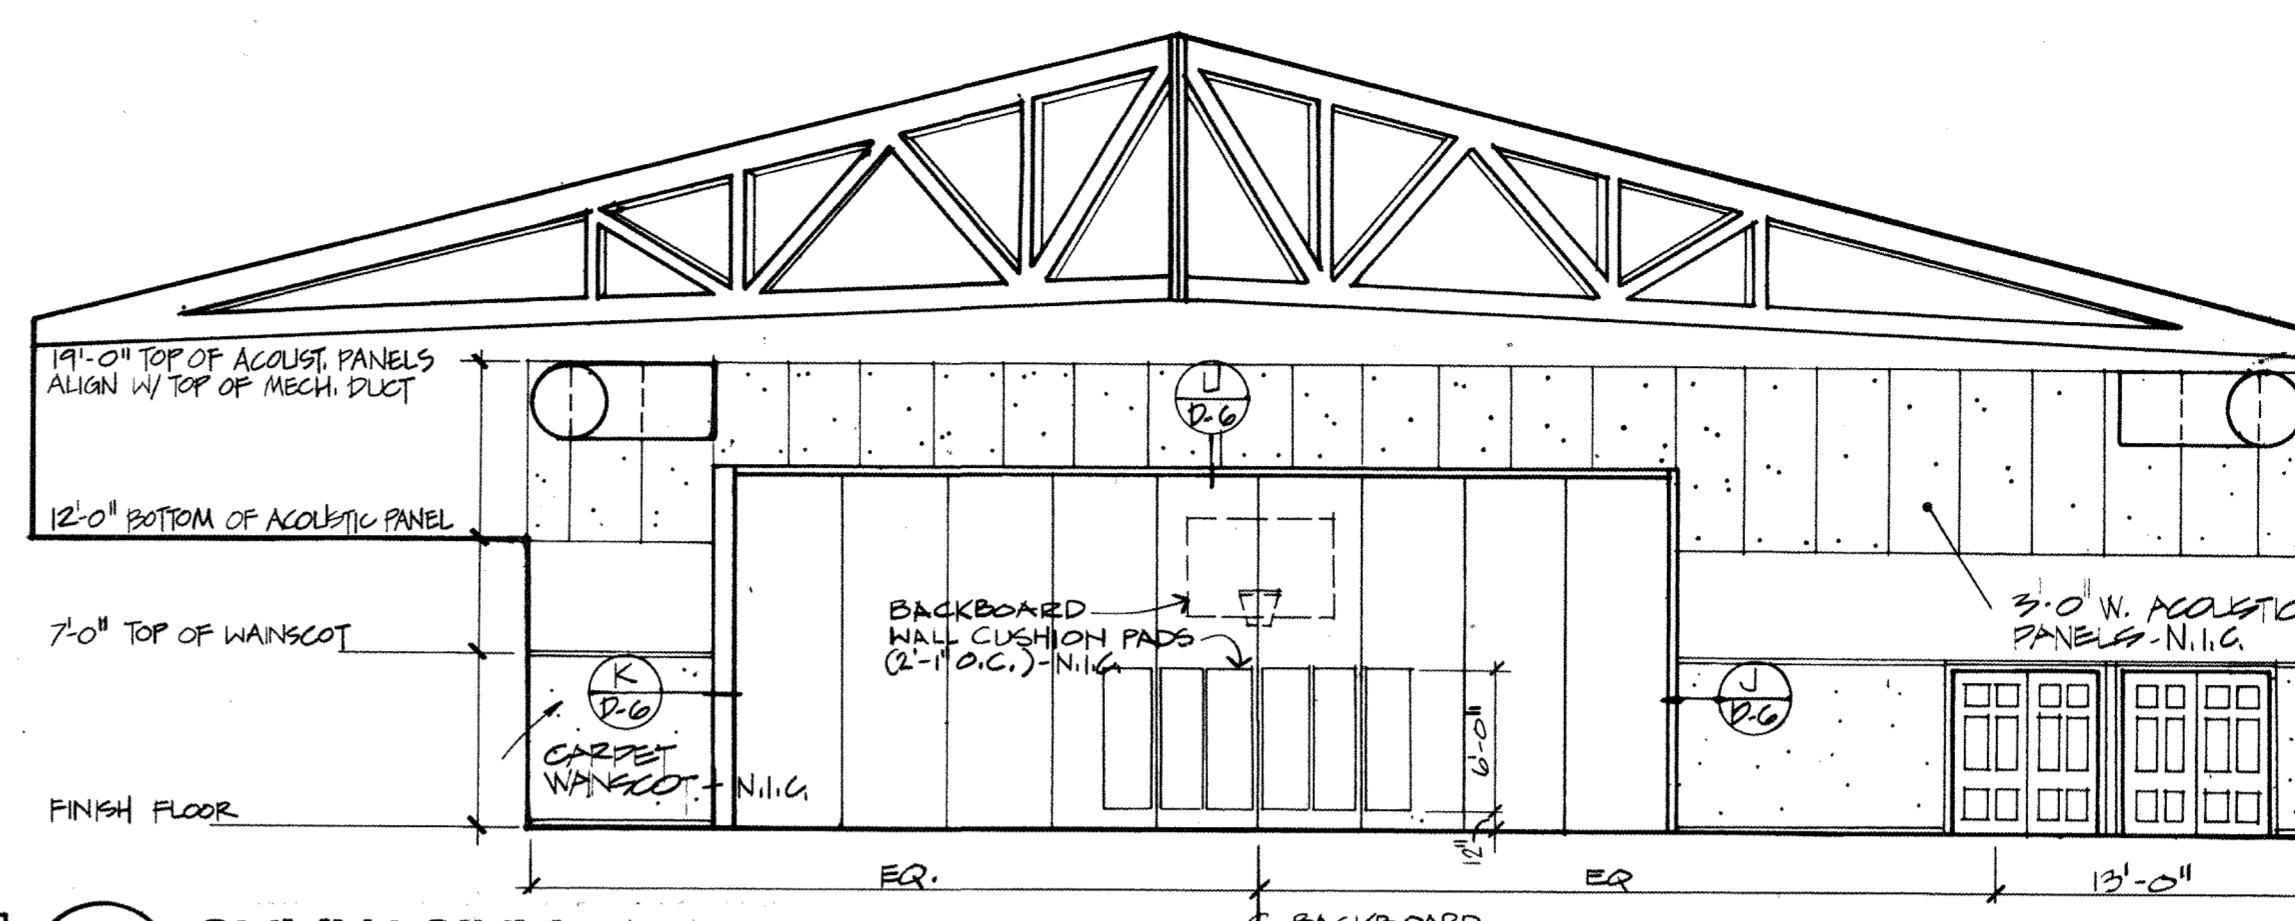 19'-0" TOP OF ACOUST. PANELS
ALIGN W/ TOP OF MECH. DUCT
U
D-6
12'-0" BOTTOM OF ACOUSTIC PANEL
BACKBOARD
WALL CUSHION PADS
(2'-1" O.C.)-N.I.C.
3'-0" W. ACOUSTIC
PANELS-N.I.C.
7'-0" TOP OF WAINSCOT
K
D-6
J
D-6
CARPET
WANSCOT - N.I.C.
6'-0"
12"
FINISH FLOOR
EQ.
EQ
13'-0"
BACKBOARD